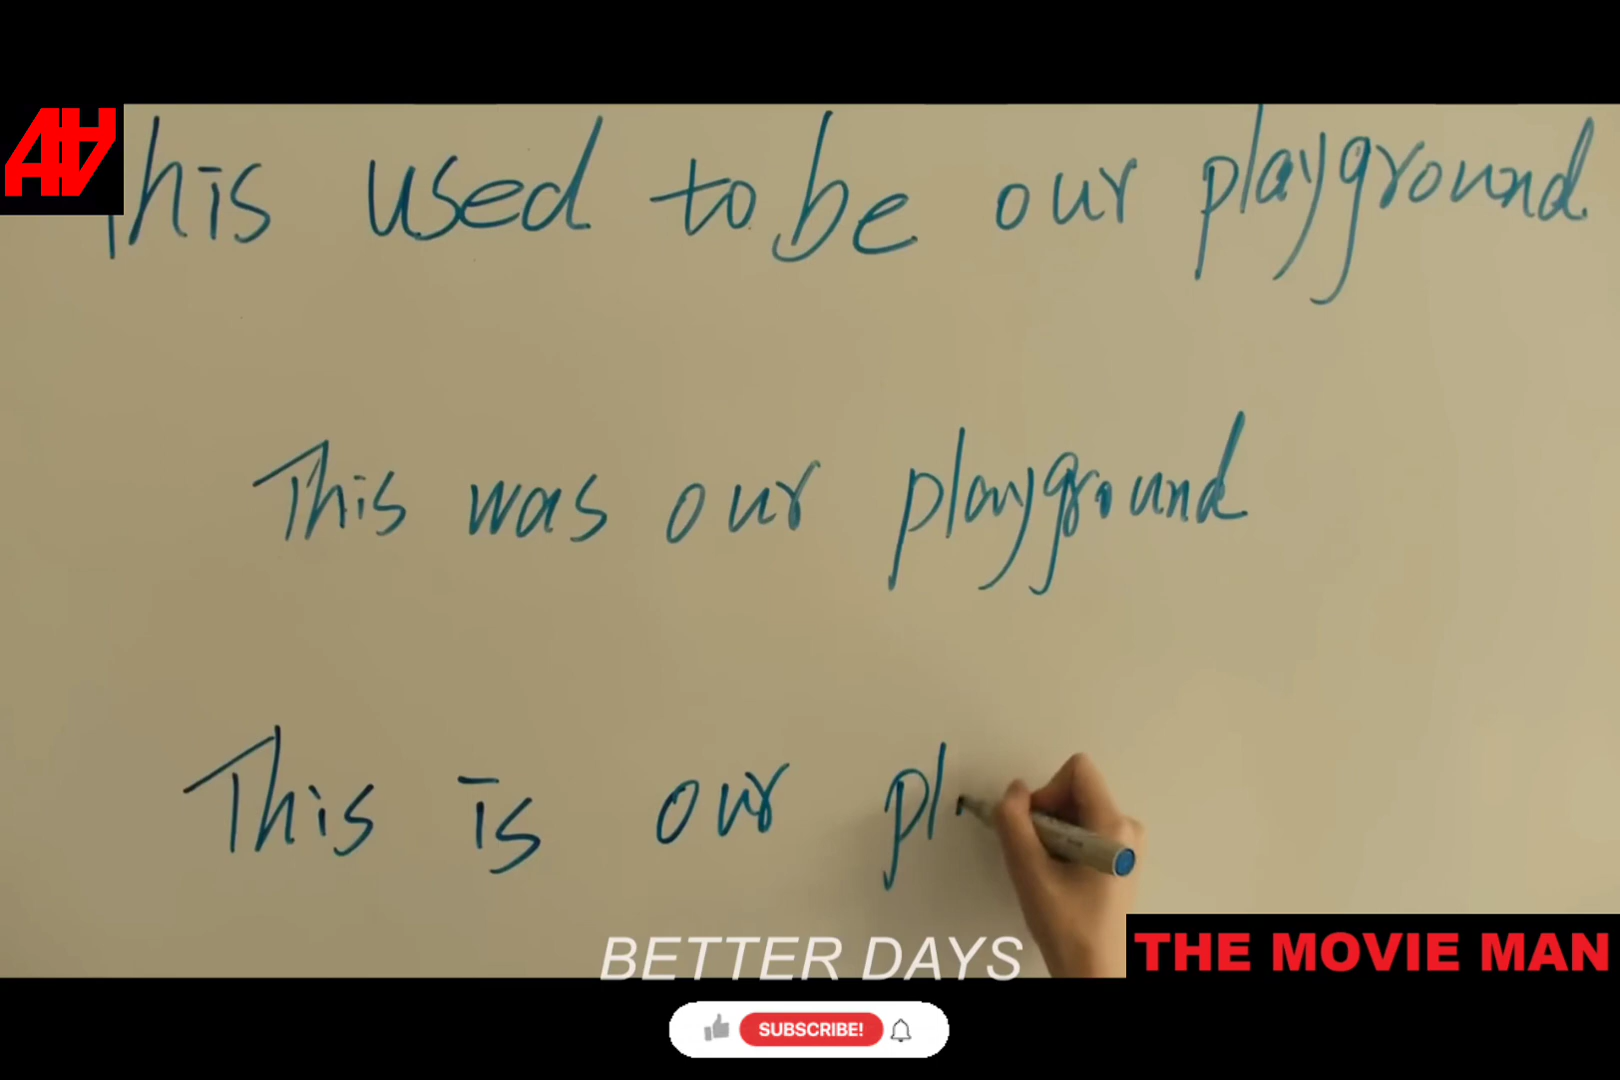 This used to be our playground
This was our playground
This is our pl
BETTER DAYS
THE MOVIE MAN
SUBSCRIBE!